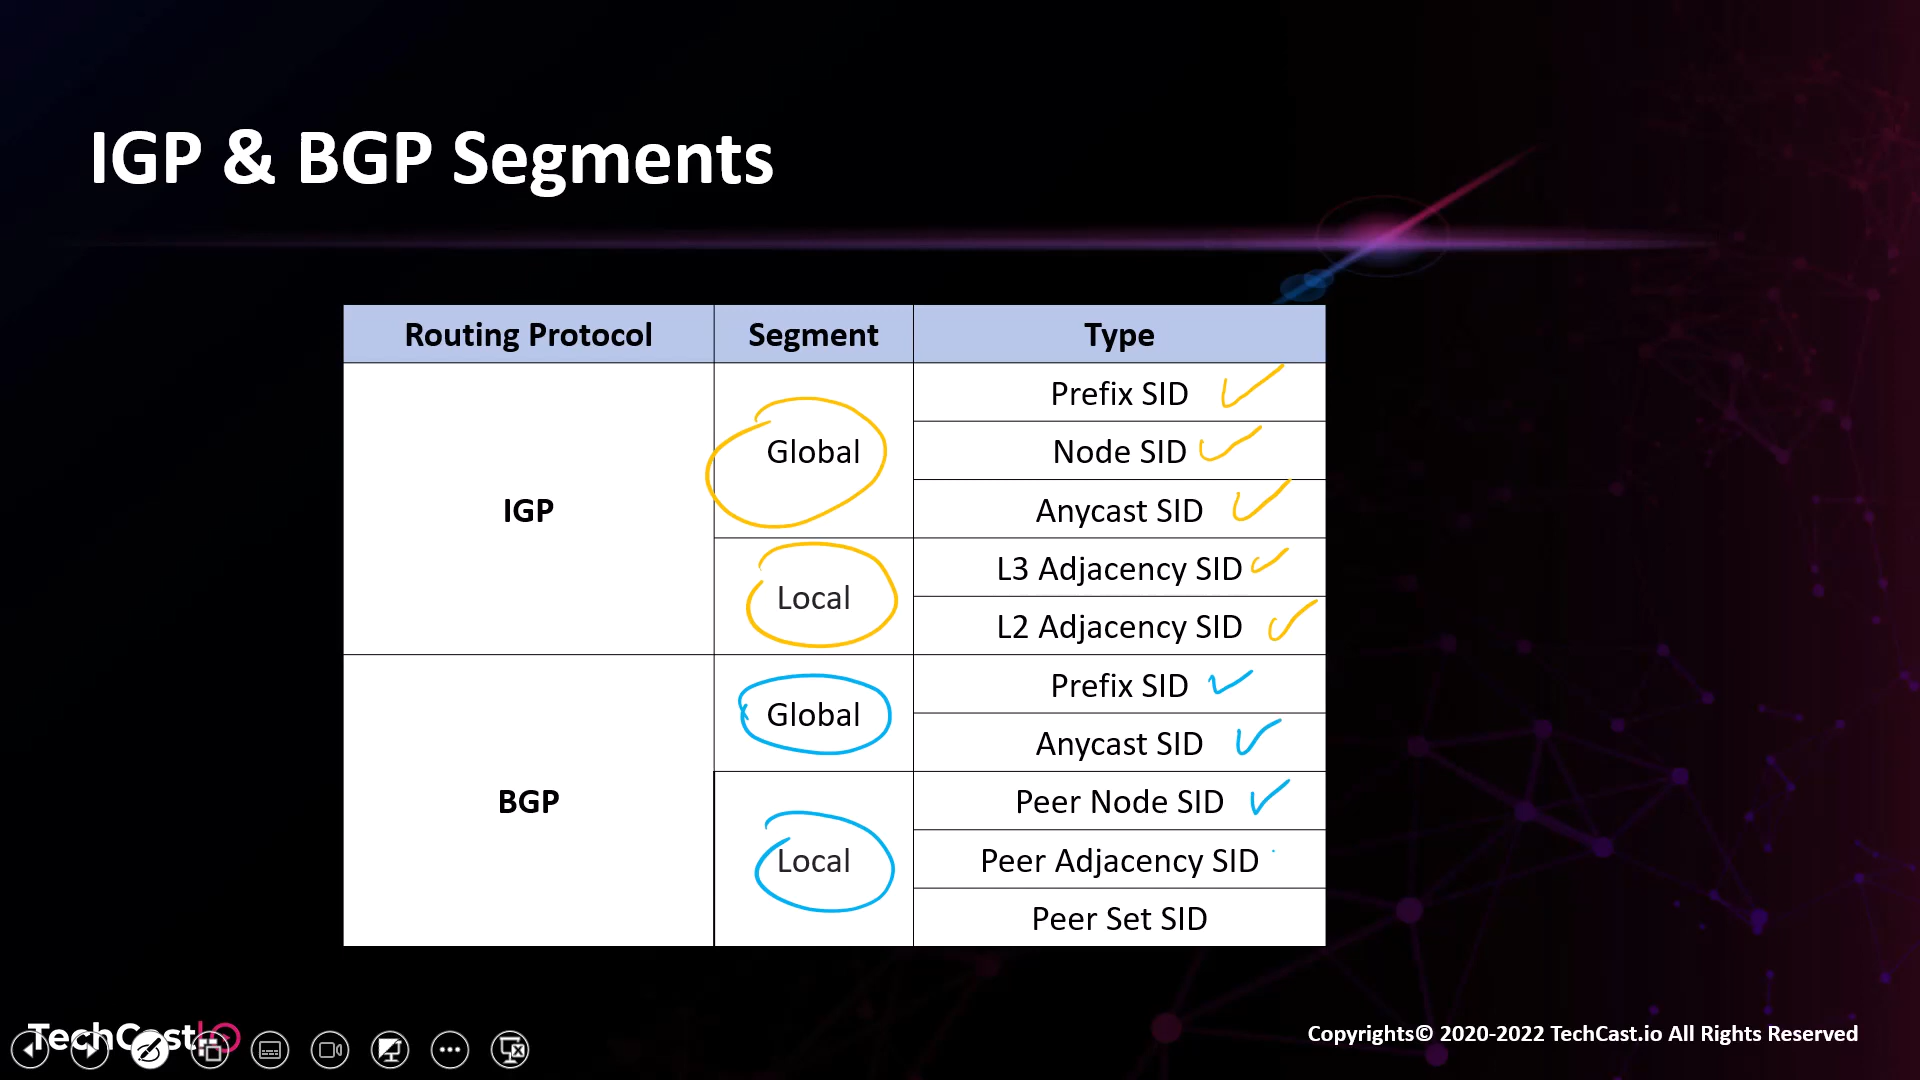 IGP & BGP Segments
Routing Protocol Segment Type
IGP
Global
Prefix SID
Node SID
Anycast SID
Local
L3 Adjacency SID
L2 Adjacency SID
BGP
Global
Prefix SID
Anycast SID
Local
Peer Node SID
Peer Adjacency SID
Peer Set SID
TechCast.IO
Copyrights© 2020-2022 TechCast.io All Rights Reserved